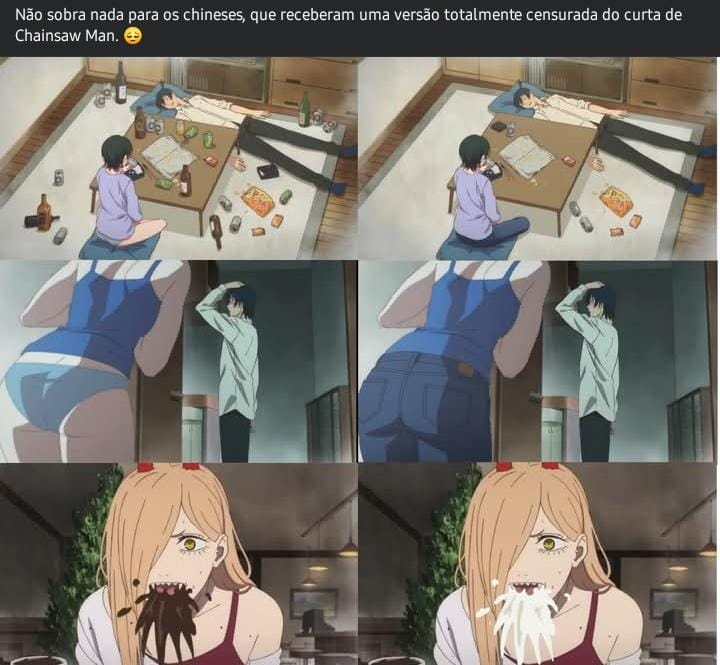 Não sobra nada para os chineses, que receberam uma versão totalmente censurada do curta de
Chainsaw Man. 😔